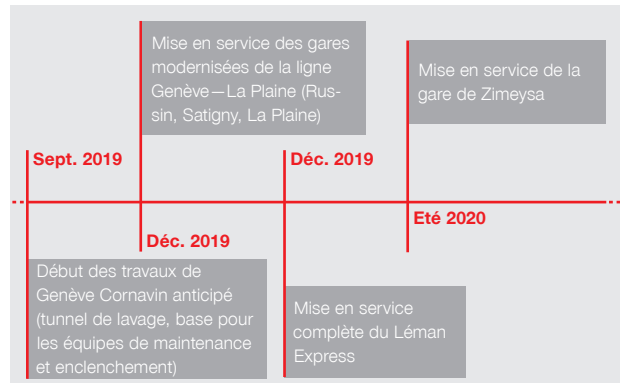 Mise en service des gares
modernisées de la ligne
Genève—La Plaine (Rus-
sin, Satigny, La Plaine)
Mise en service de la
gare de Zimeysa
Sept. 2019
Déc. 2019
Déc. 2019
Eté 2020
Début des travaux de
Genève Cornavin anticipé
(tunnel de lavage, base pour
les équipes de maintenance
et enclenchement)
Mise en service
complète du Léman
Express